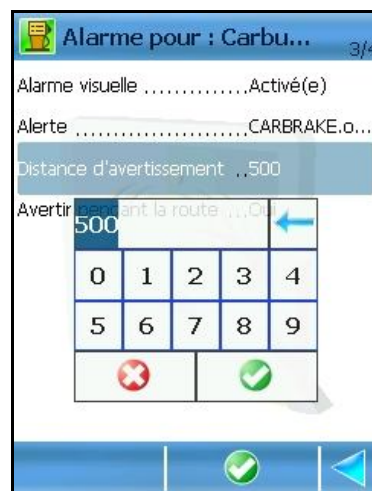 Alarme pour : Carbu... 3/4
Alarme visuelle ..............Activé(e)
Alerte ........................CARBRAKE.o...
Distance d'avertissement ..500
Avertir pendant la route ...Oui
500
0 1 2 3 4
5 6 7 8 9